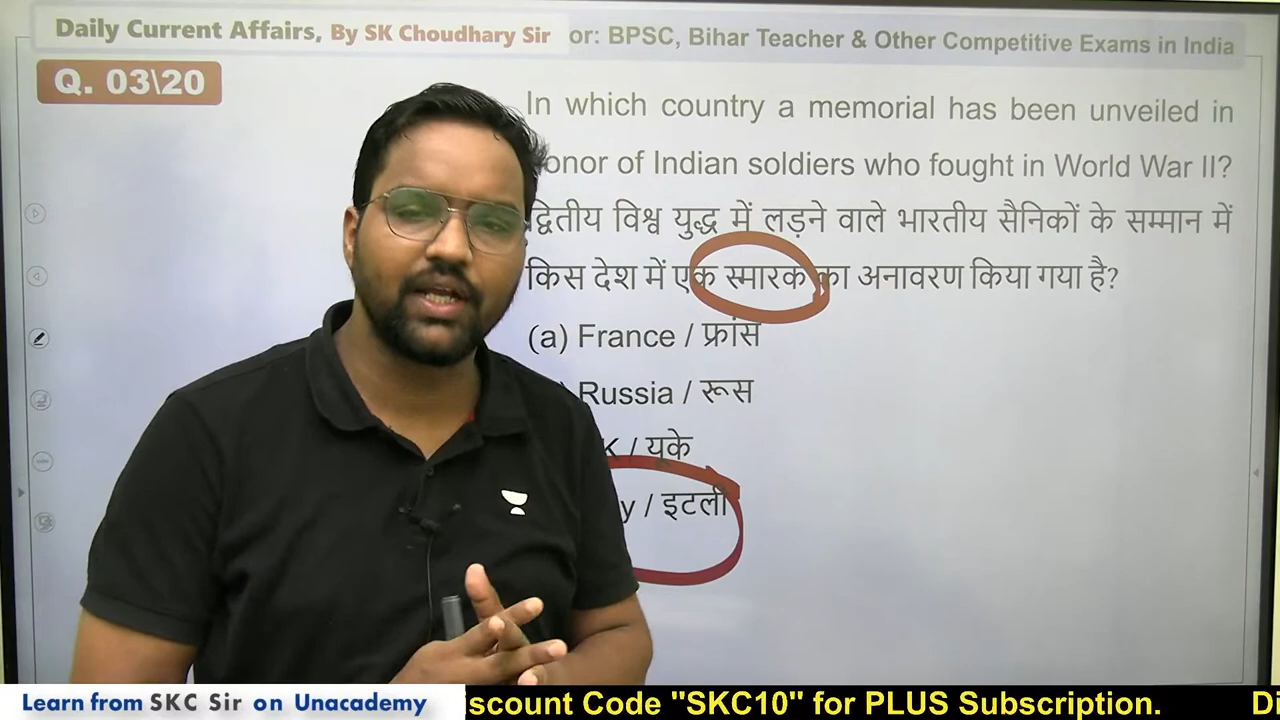 Daily Current Affairs, By SK Choudhary Sir
or: BPSC, Bihar Teacher & Other Competitive Exams in India
Q. 03\20
In which country a memorial has been unveiled in
onor of Indian soldiers who fought in World War II?
द्वितीय विश्व युद्ध में लड़ने वाले भारतीय सैनिकों के सम्मान में
किस देश में एक स्मारक का अनावरण किया गया है?
(a) France / फ्रांस
) Russia / रूस
K / यूके
y / इटली
Learn from SKC Sir on Unacademy
scount Code "SKC10" for PLUS Subscription. Di